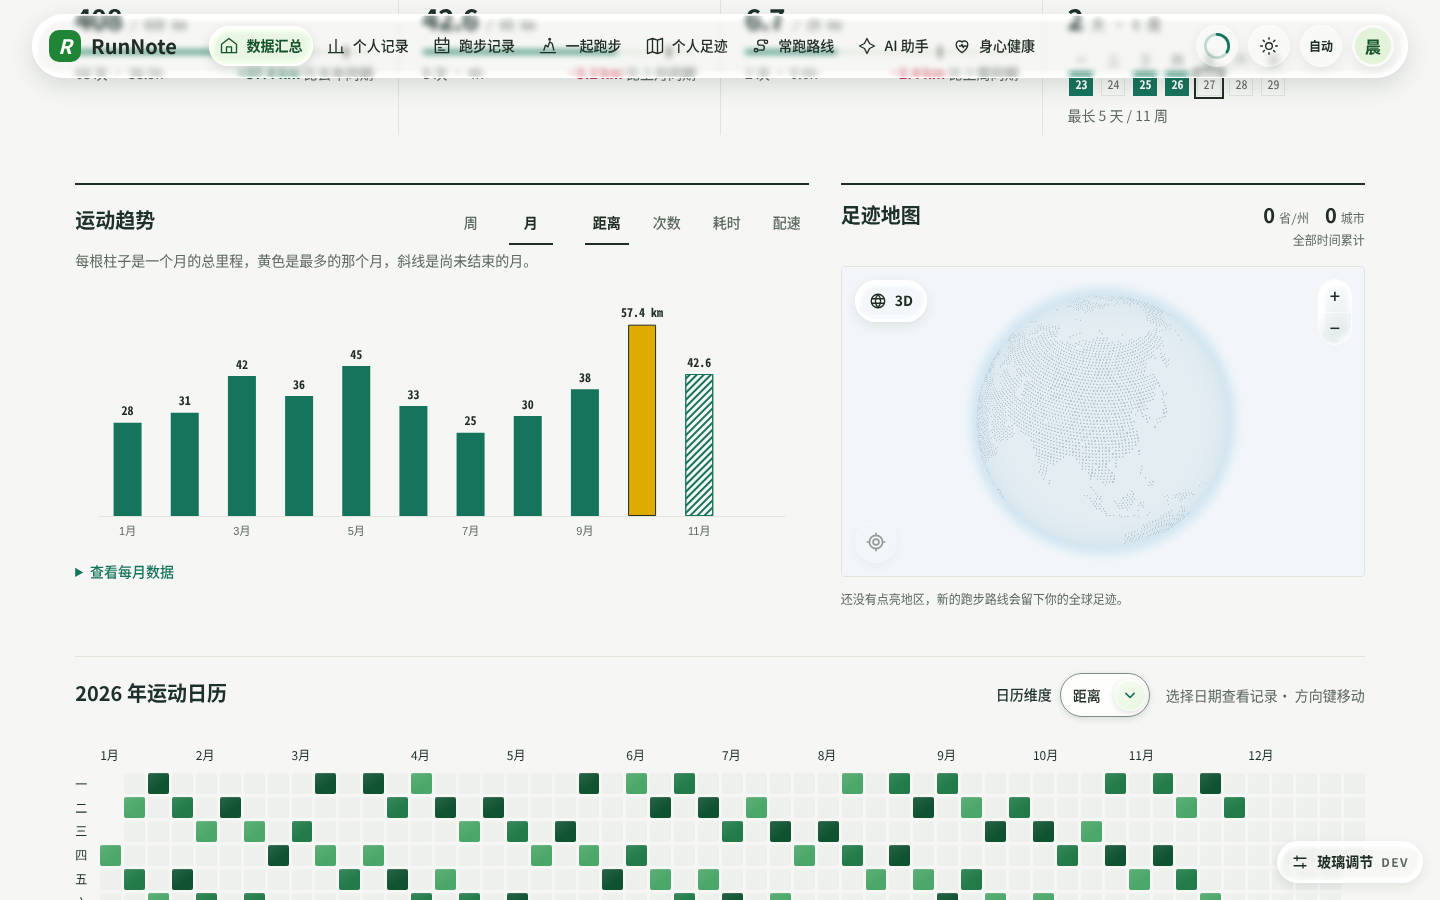 RunNote
数据汇总
个人记录
跑步记录
一起跑步
个人足迹
常跑路线
AI 助手
身心健康
自动
晨
408
42.6
6.7
2
23 24 25 26 27 28 29
最长 5 天 / 11 周
运动趋势
周 月 距离 次数 耗时 配速
每根柱子是一个月的总里程，黄色是最多的那个月，斜线是尚未结束的月。
28 31 42 36 45 33 25 30 38 57.4 km 42.6
1月 3月 5月 7月 9月 11月
查看每月数据
足迹地图
0 省/州 0 城市
全部时间累计
3D
+
−
还没有点亮地区，新的跑步路线会留下你的全球足迹。
2026 年运动日历
日历维度 距离
选择日期查看记录・方向键移动
1月 2月 3月 4月 5月 6月 7月 8月 9月 10月 11月 12月
一
二
三
四
五
玻璃调节 DEV